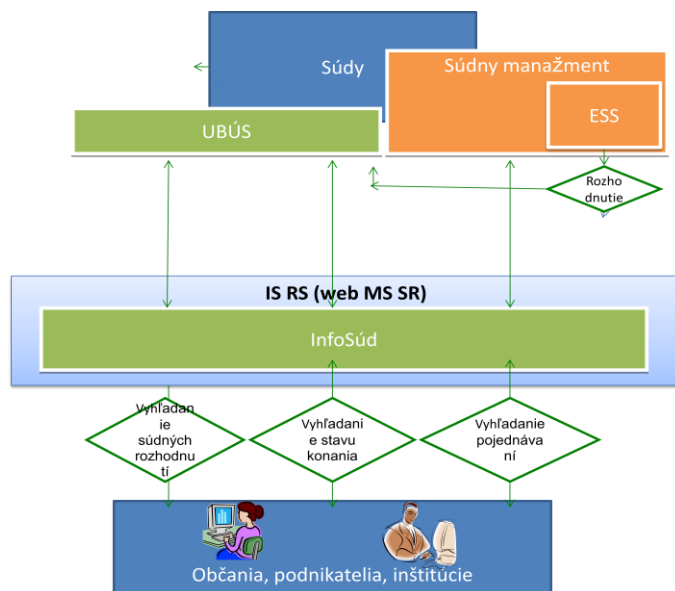 Súdy
Súdny manažment
UBÚS
ESS
Rozho
dnutie
IS RS (web MS SR)
InfoSúd
Vyhľadan
ie
súdných
rozhodnu
tí
Vyhľadani
e stavu
konania
Vyhľadanie
pojednáva
ní
Občania, podnikatelia, inštitúcie